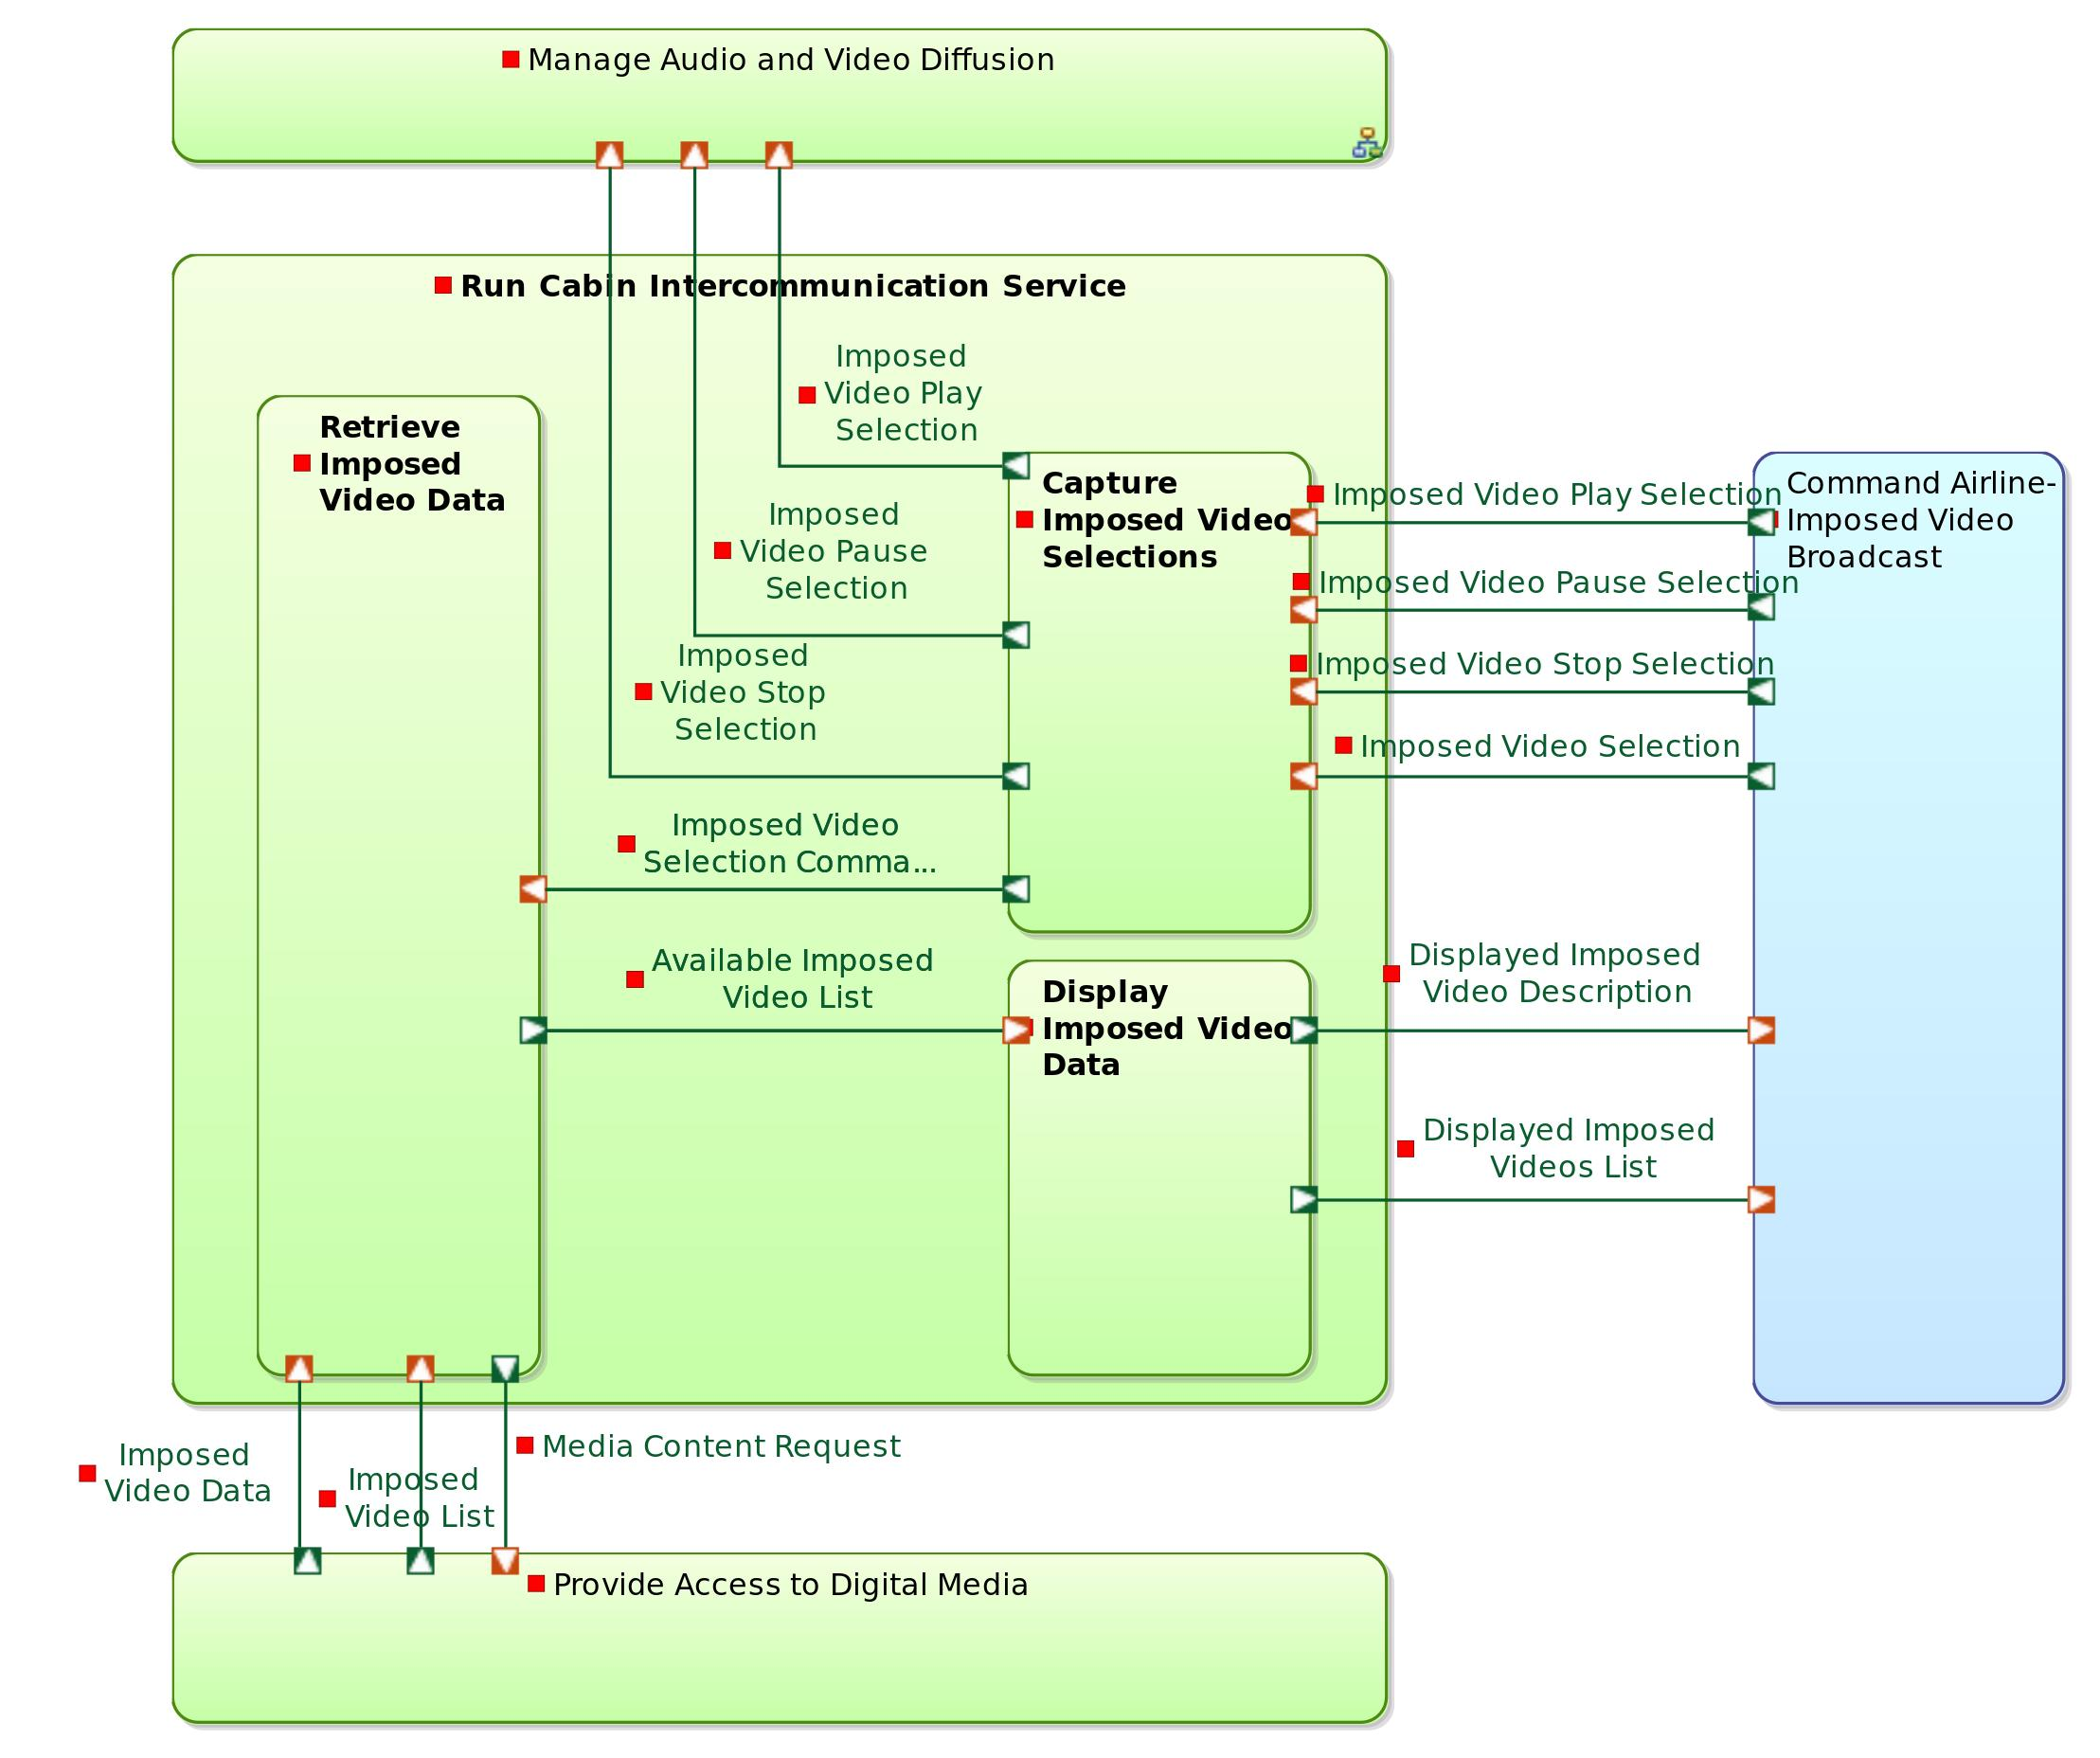 Manage Audio and Video Diffusion
Run Cabin Intercommunication Service
Imposed
Video Play
Selection
Retrieve
Imposed
Video Data
Capture
Imposed Video
Selections
Imposed Video Play Selection
Command Airline-
Imposed Video
Broadcast
Imposed
Video Pause
Selection
Imposed Video Pause Selection
Imposed
Video Stop
Selection
Imposed Video Stop Selection
Imposed Video Selection
Imposed Video
Selection Comma...
Available Imposed
Video List
Display
Imposed Video
Data
Displayed Imposed
Video Description
Displayed Imposed
Videos List
Imposed
Video Data
Imposed
Video List
Media Content Request
Provide Access to Digital Media